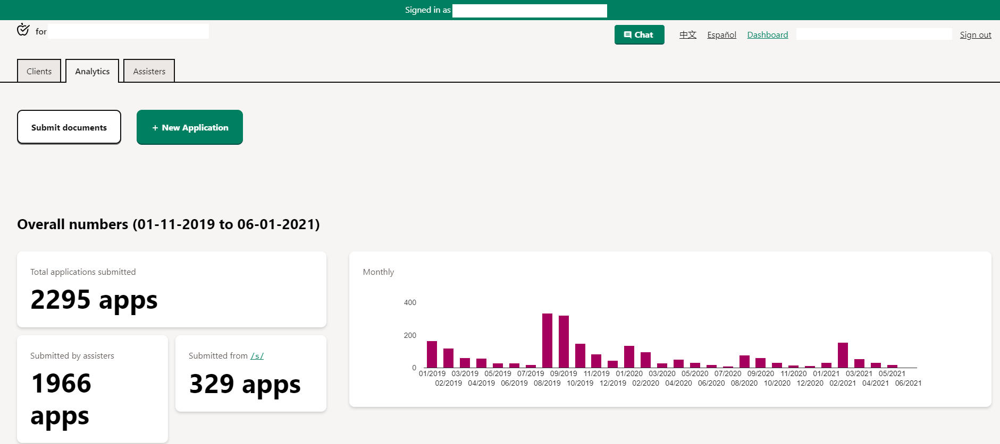 Signed in as
for
Chat 中文 Español Dashboard Sign out
Clients Analytics Assisters
Submit documents + New Application
Overall numbers (01-11-2019 to 06-01-2021)
Total applications submitted
2295 apps
Submitted by assisters
1966
apps
Submitted from /s/
329 apps
Monthly
400
200
0
01/2019 03/2019 05/2019 07/2019 09/2019 11/2019 01/2020 03/2020 05/2020 07/2020 09/2020 11/2020 01/2021 03/2021 05/2021
02/2019 04/2019 06/2019 08/2019 10/2019 12/2019 02/2020 04/2020 06/2020 08/2020 10/2020 12/2020 02/2021 04/2021 06/2021